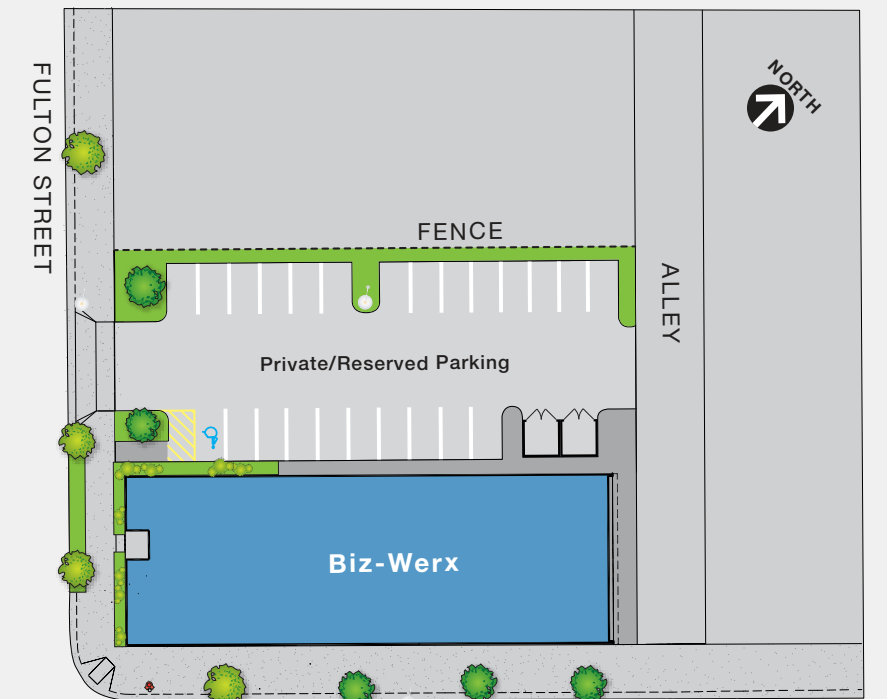 FULTON STREET
NORTH
FENCE
ALLEY
Private/Reserved Parking
Biz-Werx